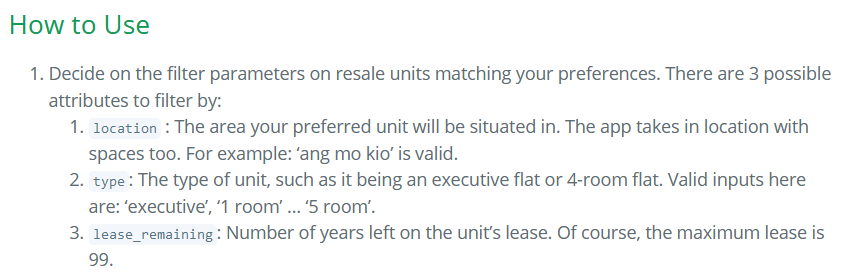 How to Use
1. Decide on the filter parameters on resale units matching your preferences. There are 3 possible
attributes to filter by:
1. location : The area your preferred unit will be situated in. The app takes in location with
spaces too. For example: ‘ang mo kio’ is valid.
2. type : The type of unit, such as it being an executive flat or 4-room flat. Valid inputs here
are: ‘executive’, ‘1 room’ … ‘5 room’.
3. lease_remaining : Number of years left on the unit’s lease. Of course, the maximum lease is
99.